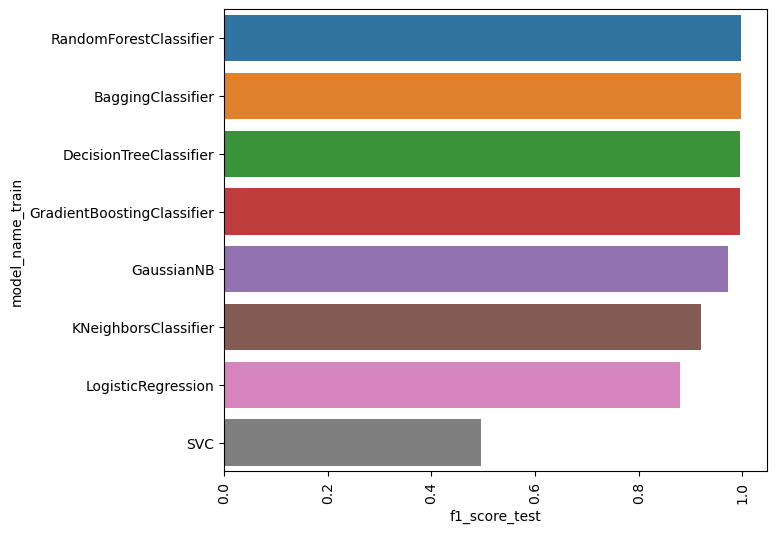 RandomForestClassifier
BaggingClassifier
DecisionTreeClassifier
GradientBoostingClassifier
GaussianNB
KNeighborsClassifier
LogisticRegression
SVC
model_name_train
0.0
0.2
0.4
0.6
0.8
1.0
f1_score_test